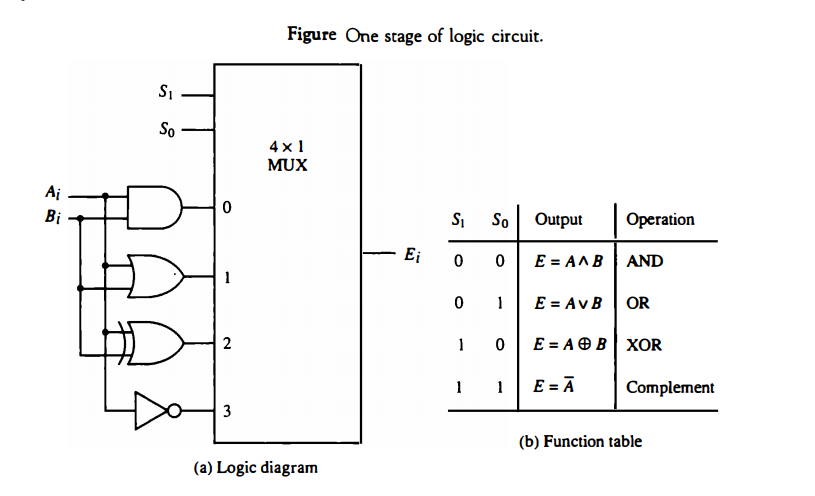 Figure One stage of logic circuit.
S₁
S₀
4 × 1
MUX
Aᵢ
Bᵢ
0
1
2
3
Eᵢ
(a) Logic diagram
S₁ S₀ Output Operation
0 0 E = A ∧ B AND
0 1 E = A ∨ B OR
1 0 E = A ⊕ B XOR
1 1 E = A̅ Complement
(b) Function table